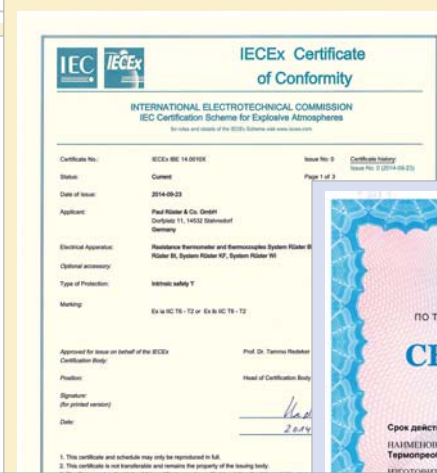 IEC IECEx
IECEx Certificate
of Conformity
INTERNATIONAL ELECTROTECHNICAL COMMISSION
IEC Certification Scheme for Explosive Atmospheres
for rules and details of the IECEx Scheme visit www.iecex.com
Certificate No.: IECEx IBE 14.0010X Issue No: 0 Certificate history:
Issue No. 0 (2014-09-23)
Status: Current Page 1 of 3
Date of Issue: 2014-09-23
Applicant: Paul Rüster & Co. GmbH
Dorfplatz 11, 14532 Stahnsdorf
Germany
Electrical Apparatus: Resistance thermometer and thermocouples System Rüster
Rüster BI, System Rüster KF, System Rüster WI
Optional accessory:
Type of Protection: Intrinsic safety
Marking:
Ex ia IIC T6 - T2 or Ex ib IIC T6 - T2
Approved for issue on behalf of the IECEx Prof. Dr. Tammo Redeker
Certification Body:
Position: Head of Certification Body
Signature:
(for printed version)
Date: 2014
1. This certificate and schedule may only be reproduced in full.
2. This certificate is not transferable and remains the property of the issuing body.
ПО Т
СЕ
Срок дейст
НАИМЕНОВ
Термопреоб